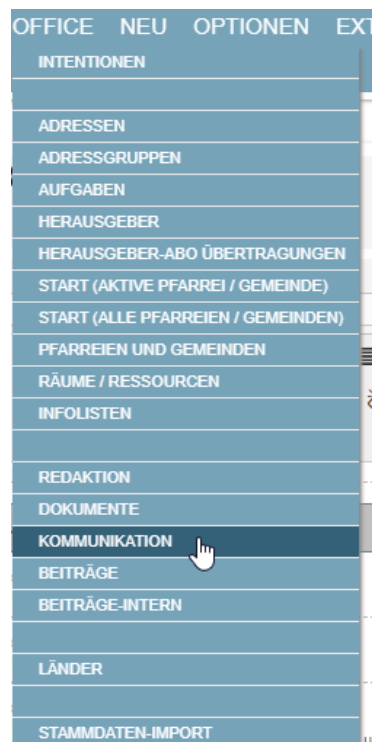 OFFICE NEU OPTIONEN EXT
INTENTIONEN
ADRESSEN
ADRESSGRUPPEN
AUFGABEN
HERAUSGEBER
HERAUSGEBER-ABO ÜBERTRAGUNGEN
START (AKTIVE PFARREI / GEMEINDE)
START (ALLE PFARREIEN / GEMEINDEN)
PFARREIEN UND GEMEINDEN
RÄUME / RESSOURCEN
INFOLISTEN
REDAKTION
DOKUMENTE
KOMMUNIKATION
BEITRÄGE
BEITRÄGE-INTERN
LÄNDER
STAMMDATEN-IMPORT